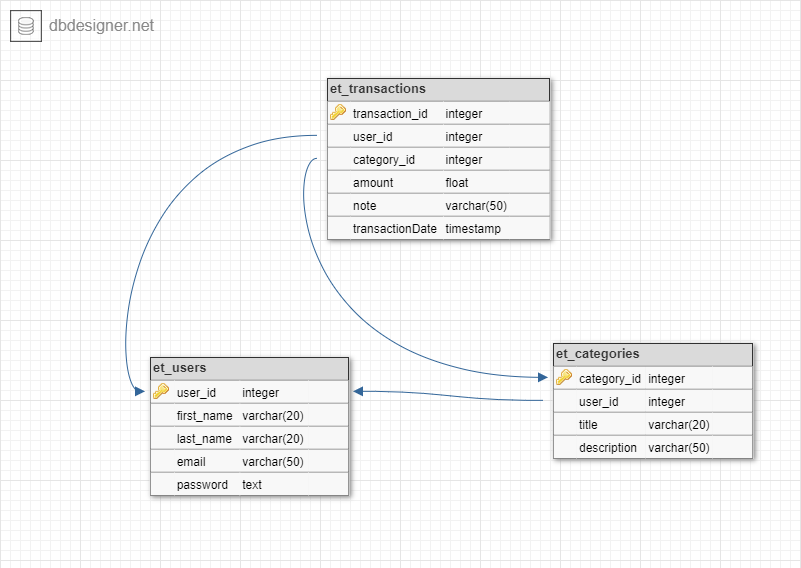 dbdesigner.net
et_transactions
transaction_id integer
user_id integer
category_id integer
amount float
note varchar(50)
transactionDate timestamp
et_users
user_id integer
first_name varchar(20)
last_name varchar(20)
email varchar(50)
password text
et_categories
category_id integer
user_id integer
title varchar(20)
description varchar(50)